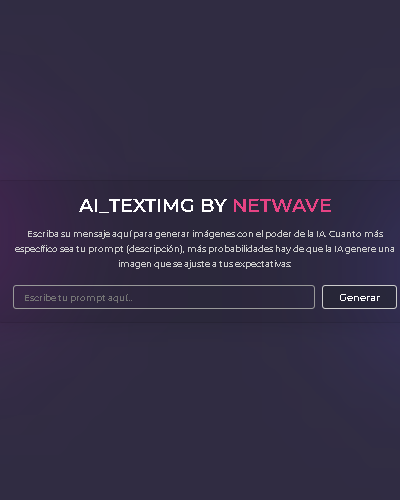 AI_TEXTIMG BY NETWAVE
Escriba su mensaje aquí para generar imágenes con el poder de la IA. Cuanto más
específico sea tu prompt (descripción), más probabilidades hay de que la IA genere una
imagen que se ajuste a tus expectativas:
Escribe tu prompt aquí...
Generar